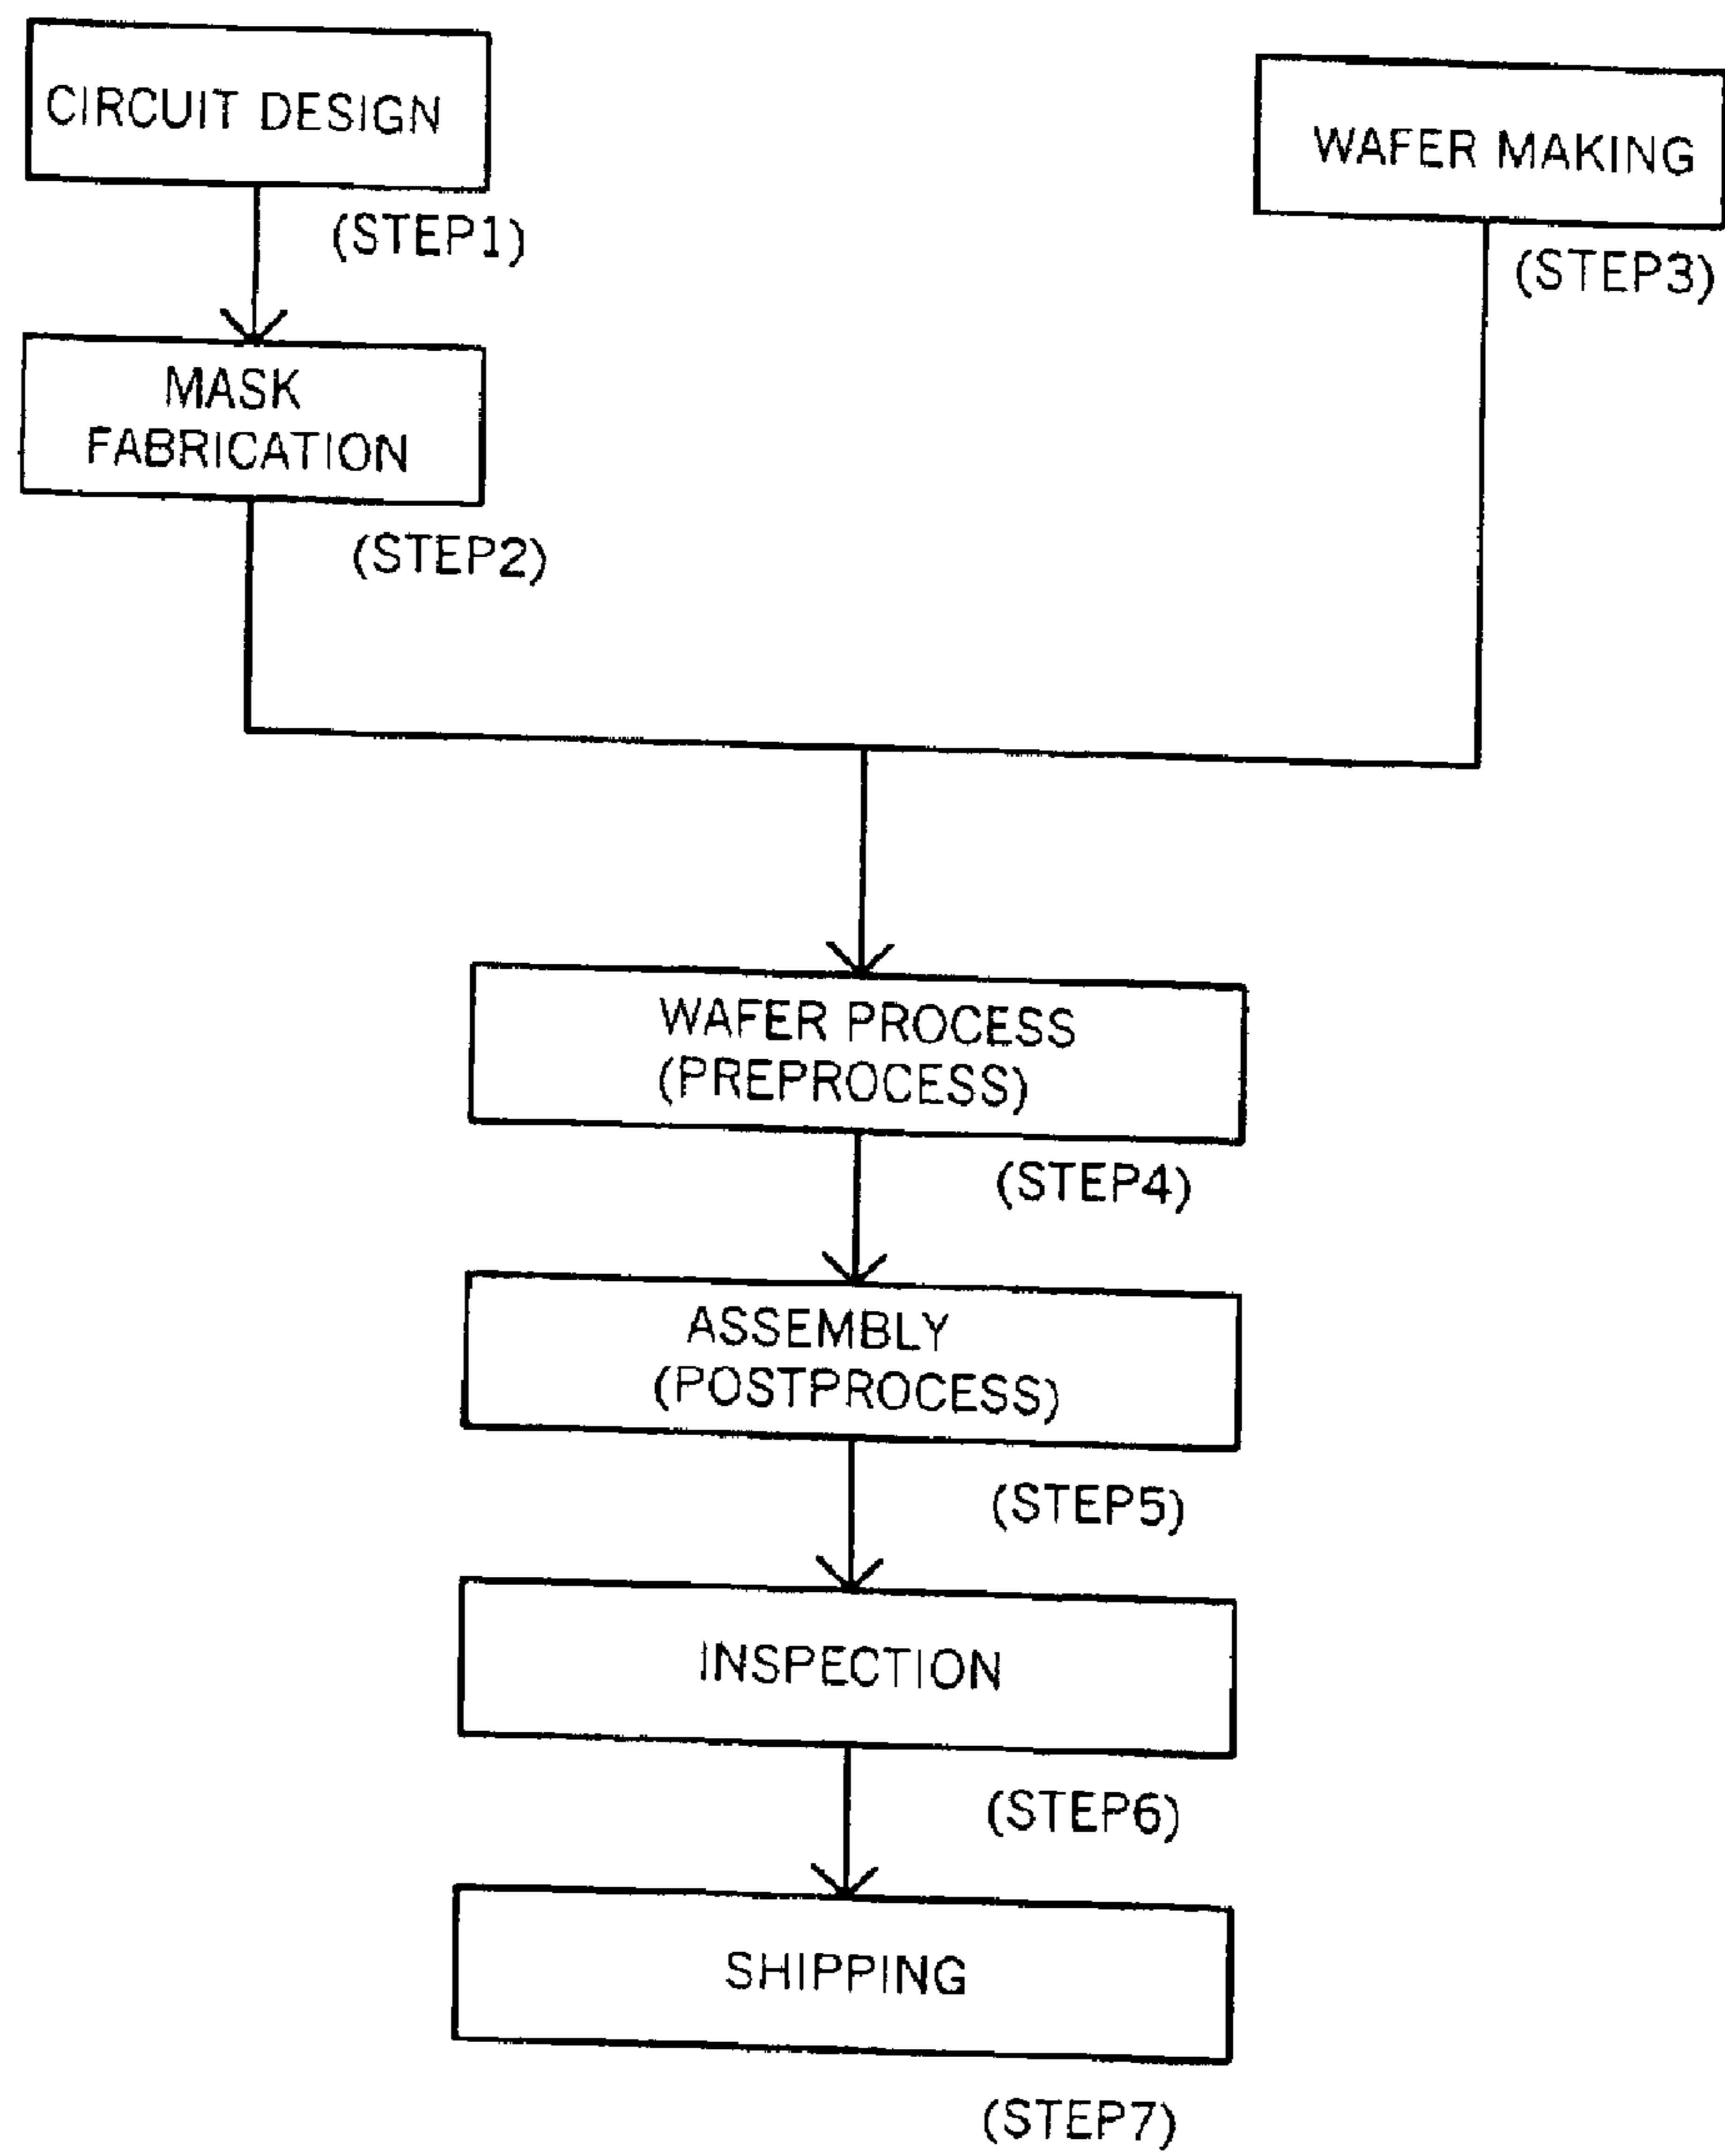 CIRCUIT DESIGN
(STEP1)
MASK
FABRICATION
(STEP2)
WAFER MAKING
(STEP3)
WAFER PROCESS
(PREPROCESS)
(STEP4)
ASSEMBLY
(POSTPROCESS)
(STEP5)
INSPECTION
(STEP6)
SHIPPING
(STEP7)